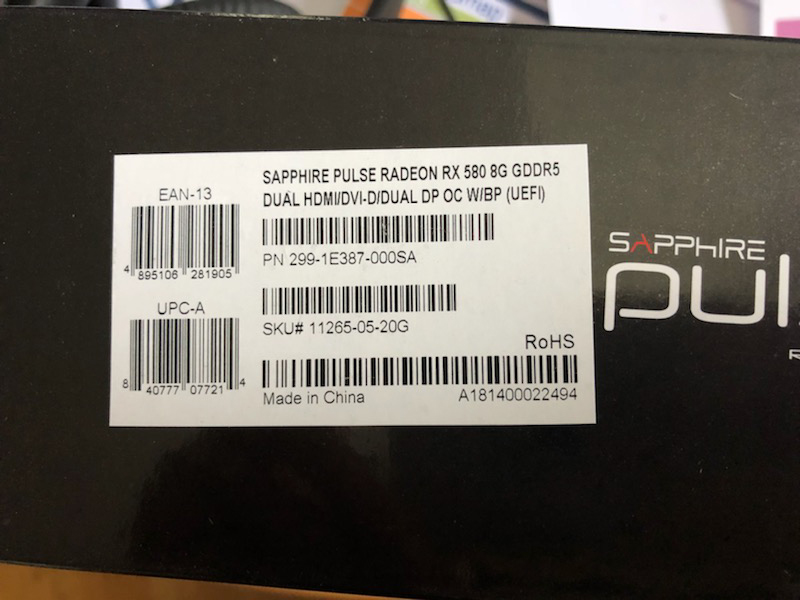 EAN-13
4 895106 281905
UPC-A
8 40777 07721 4
SAPPHIRE PULSE RADEON RX 580 8G GDDR5
DUAL HDMI/DVI-D/DUAL DP OC W/BP (UEFI)
PN 299-1E387-000SA
SKU# 11265-05-20G
RoHS
Made in China
A181400022494
SAPPHIRE